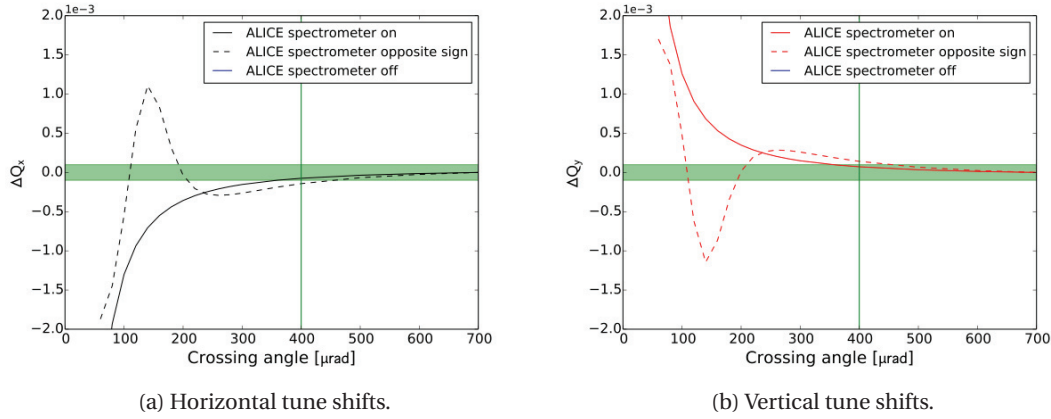 1e-3
ALICE spectrometer on
ALICE spectrometer opposite sign
ALICE spectrometer off
2.0
1.5
1.0
0.5
0.0
−0.5
−1.0
−1.5
−2.0
ΔQx
0 100 200 300 400 500 600 700
Crossing angle [μrad]
(a) Horizontal tune shifts.
1e-3
ALICE spectrometer on
ALICE spectrometer opposite sign
ALICE spectrometer off
2.0
1.5
1.0
0.5
0.0
−0.5
−1.0
−1.5
−2.0
ΔQy
0 100 200 300 400 500 600 700
Crossing angle [μrad]
(b) Vertical tune shifts.